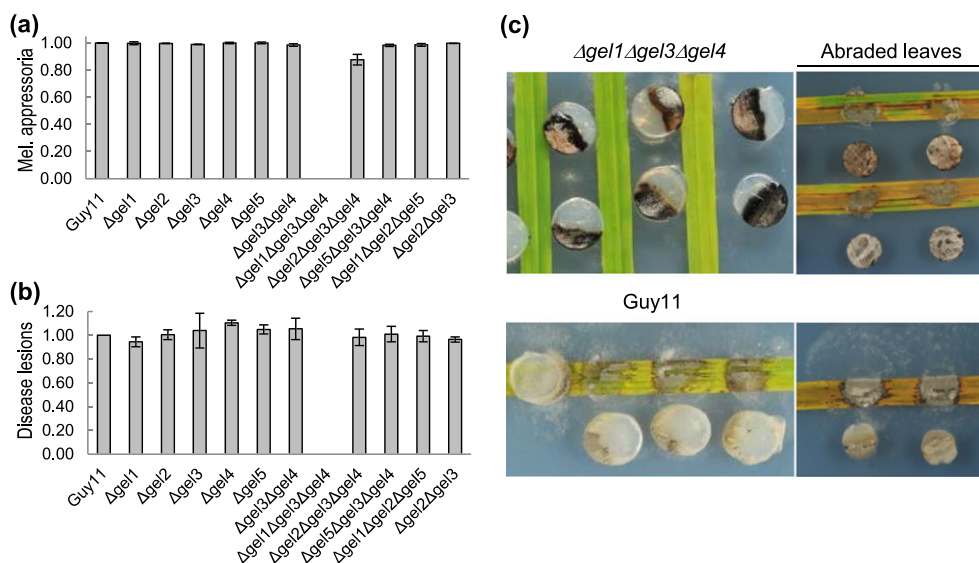 (a)
Mel. appressoria
1.00
0.80
0.60
0.40
0.20
0.00
Guy11
Δgel1
Δgel2
Δgel3
Δgel4
Δgel5
Δgel3Δgel4
Δgel1Δgel3Δgel4
Δgel2Δgel3Δgel4
Δgel5Δgel3Δgel4
Δgel1Δgel2Δgel5
Δgel2Δgel3
(b)
Disease lesions
1.20
1.00
0.80
0.60
0.40
0.20
0.00
Guy11
Δgel1
Δgel2
Δgel3
Δgel4
Δgel5
Δgel3Δgel4
Δgel1Δgel3Δgel4
Δgel2Δgel3Δgel4
Δgel5Δgel3Δgel4
Δgel1Δgel2Δgel5
Δgel2Δgel3
(c)
Δgel1Δgel3Δgel4
Abraded leaves
Guy11